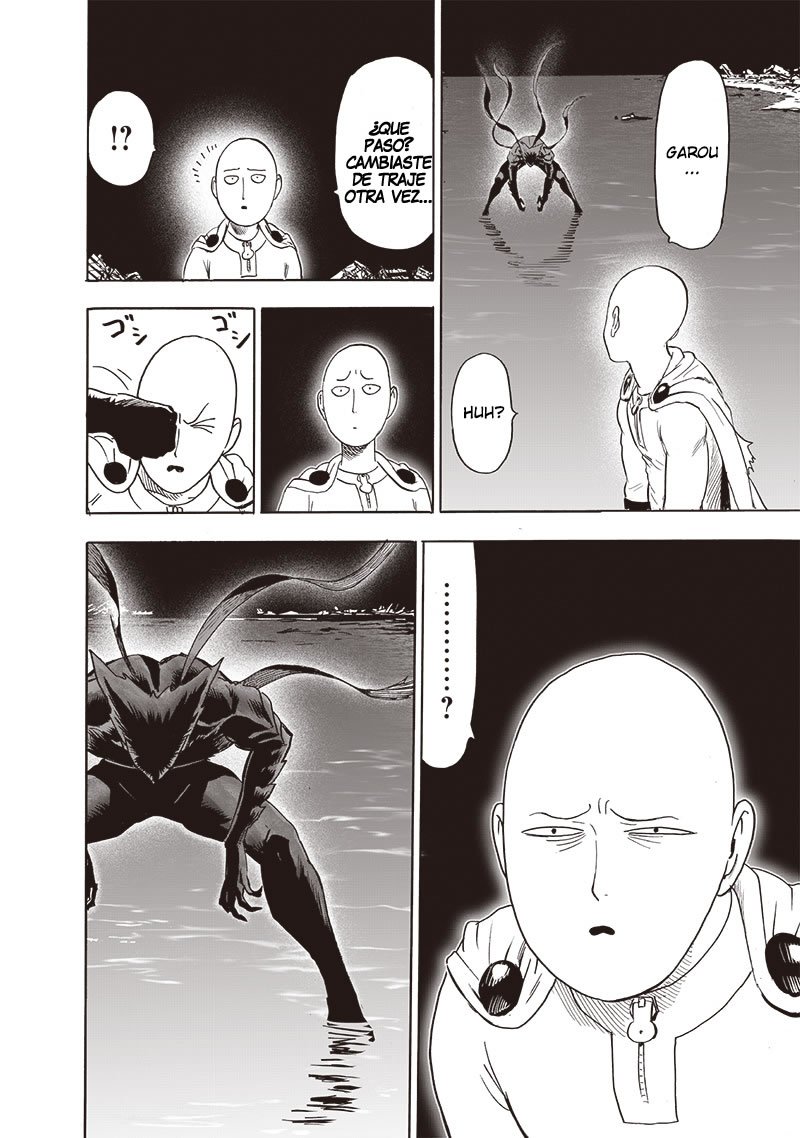 GAROU
...
HUH?
¿QUE
PASO?
CAMBIASTE
DE TRAJE
OTRA VEZ...
!?
ゴシ
ゴシ
............?